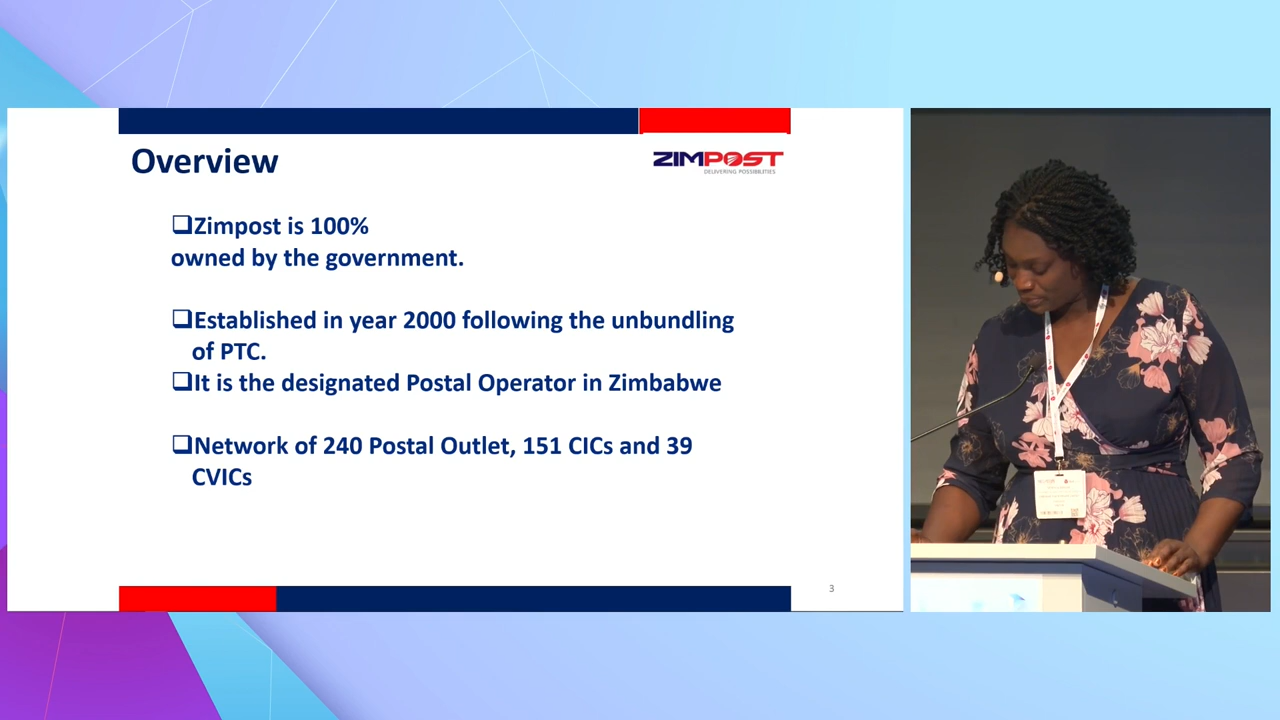 Overview
ZIMPOST
DELIVERING POSSIBILITIES
❑Zimpost is 100%
owned by the government.
❑Established in year 2000 following the unbundling
of PTC.
❑It is the designated Postal Operator in Zimbabwe
❑Network of 240 Postal Outlet, 151 CICs and 39
CVICs
3